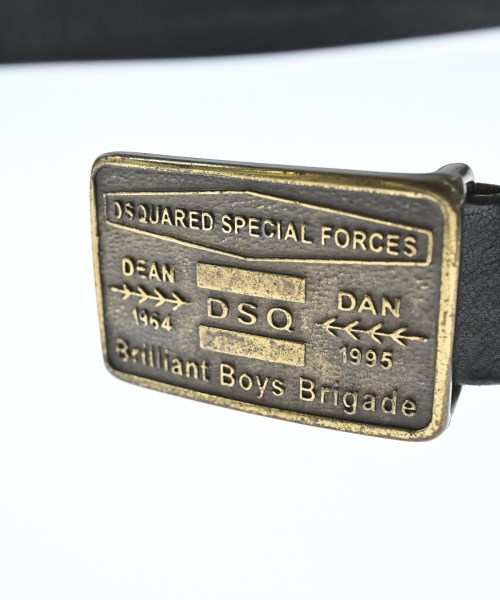 DSQUARED SPECIAL FORCES
DEAN
1964
DSQ
DAN
1995
Brilliant Boys Brigade